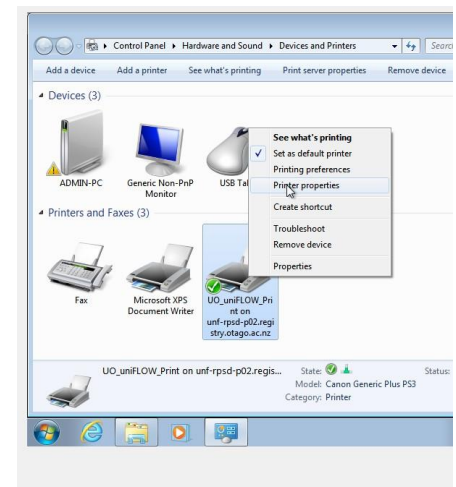 Control Panel ▸ Hardware and Sound ▸ Devices and Printers
Add a device Add a printer See what's printing Print server properties Remove device
Devices (3)
ADMIN-PC
Generic Non-PnP
Monitor
USB Ta
See what's printing
Set as default printer
Printing preferences
Printer properties
Create shortcut
Troubleshoot
Remove device
Properties
Printers and Faxes (3)
Fax
Microsoft XPS
Document Writer
UO_uniFLOW_Pri
nt on
unf-rpsd-p02.regi
stry.otago.ac.nz
UO_uniFLOW_Print on unf-rpsd-p02.regis... State: Status:
Model: Canon Generic Plus PS3
Category: Printer